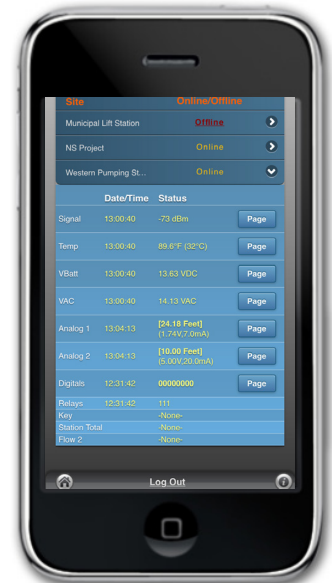 Site Online/Offline
Municipal Lift Station Offline
NS Project Online
Western Pumping St... Online
Date/Time Status
Signal 13:00:40 -73 dBm Page
Temp 13:00:40 89.6°F (32°C) Page
VBatt 13:00:40 13.63 VDC Page
VAC 13:00:40 14.13 VAC Page
Analog 1 13:04:13 [24.18 Feet] Page
(1.74V,7.0mA)
Analog 2 13:04:13 [10.00 Feet] Page
(5.00V,20.0mA)
Digitals 12:31:42 00000000 Page
Relays 12:31:42 111
Key -None-
Station Total -None-
Flow 2 -None-
Log Out